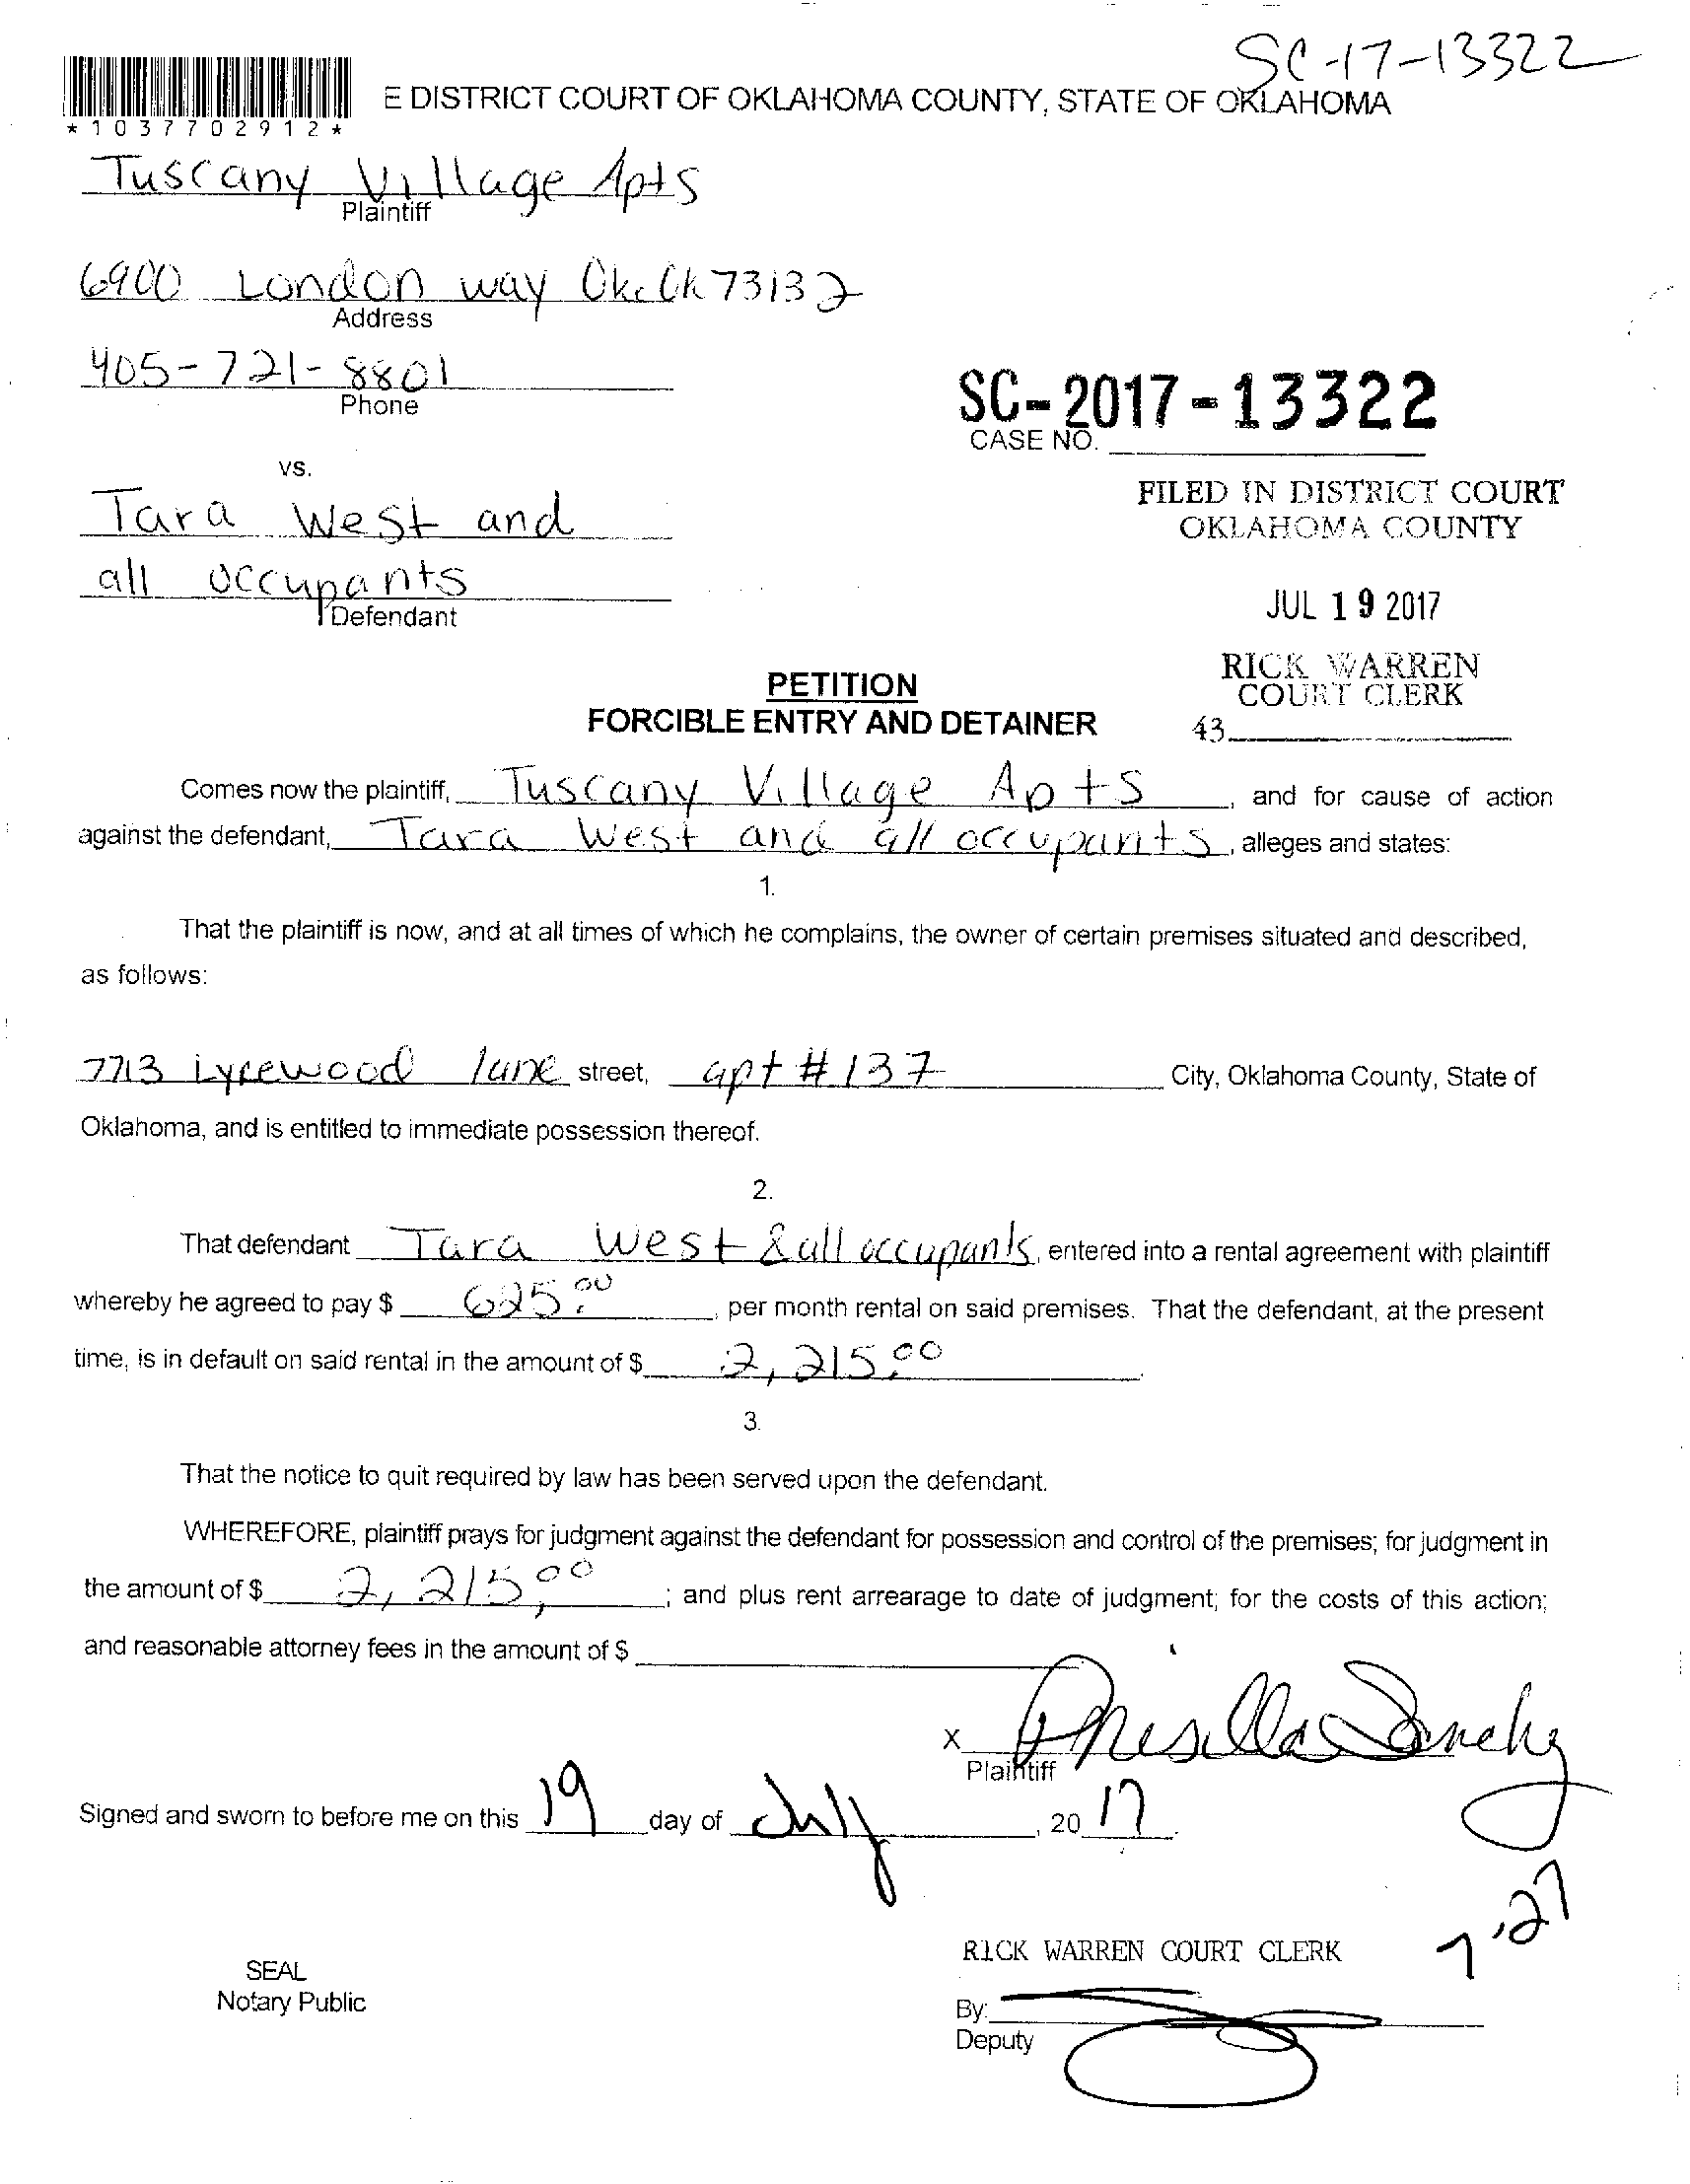 SC-17-13322
E DISTRICT COURT OF OKLAHOMA COUNTY, STATE OF OKLAHOMA
*1037702912*
Tuscany Village Apts
Plaintiff
6900 London way Okc Ok 73132
Address
405-721-8801
Phone
SC-2017-13322
CASE NO.
vs.
Tara West and
all occupants
Defendant
FILED IN DISTRICT COURT
OKLAHOMA COUNTY
JUL 19 2017
RICK WARREN
COURT CLERK
43
PETITION
FORCIBLE ENTRY AND DETAINER
Comes now the plaintiff, Tuscany Village Apts, and for cause of action
against the defendant, Tara West and all occupants, alleges and states:
1.
That the plaintiff is now, and at all times of which he complains, the owner of certain premises situated and described,
as follows:
7713 Lyrewood lane street, apt #137 City, Oklahoma County, State of
Oklahoma, and is entitled to immediate possession thereof.
2.
That defendant Tara West & all occupants, entered into a rental agreement with plaintiff
whereby he agreed to pay $ 625.00, per month rental on said premises. That the defendant, at the present
time, is in default on said rental in the amount of $ 2,215.00.
3.
That the notice to quit required by law has been served upon the defendant.
WHEREFORE, plaintiff prays for judgment against the defendant for possession and control of the premises; for judgment in
the amount of $ 2,215.00; and plus rent arrearage to date of judgment; for the costs of this action;
and reasonable attorney fees in the amount of $
x Prisilla Sanchez
Plaintiff
Signed and sworn to before me on this 19 day of July, 20 17.
7.27
RICK WARREN COURT CLERK
SEAL
Notary Public
By:
Deputy